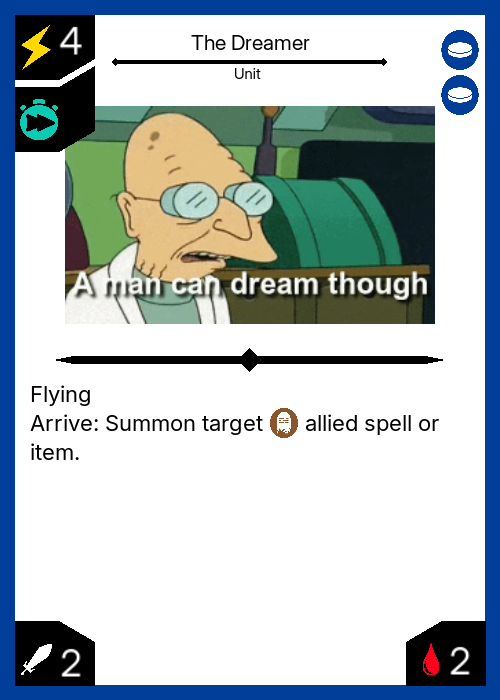 4
The Dreamer
Unit
A man can dream though
Flying
Arrive: Summon target allied spell or
item.
2
2